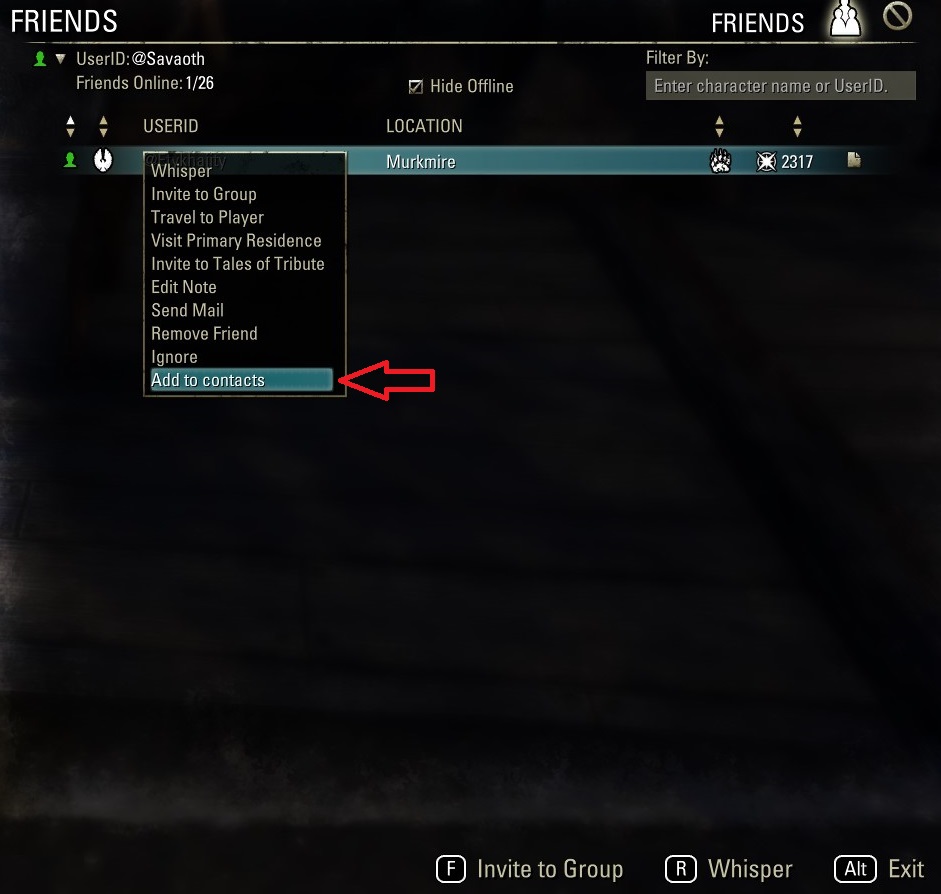 FRIENDS
FRIENDS
UserID:@Savaoth
Friends Online:1/26
Hide Offline
Filter By:
Enter character name or UserID.
USERID LOCATION
Murkmire 2317
Whisper
Invite to Group
Travel to Player
Visit Primary Residence
Invite to Tales of Tribute
Edit Note
Send Mail
Remove Friend
Ignore
Add to contacts
F Invite to Group R Whisper Alt Exit